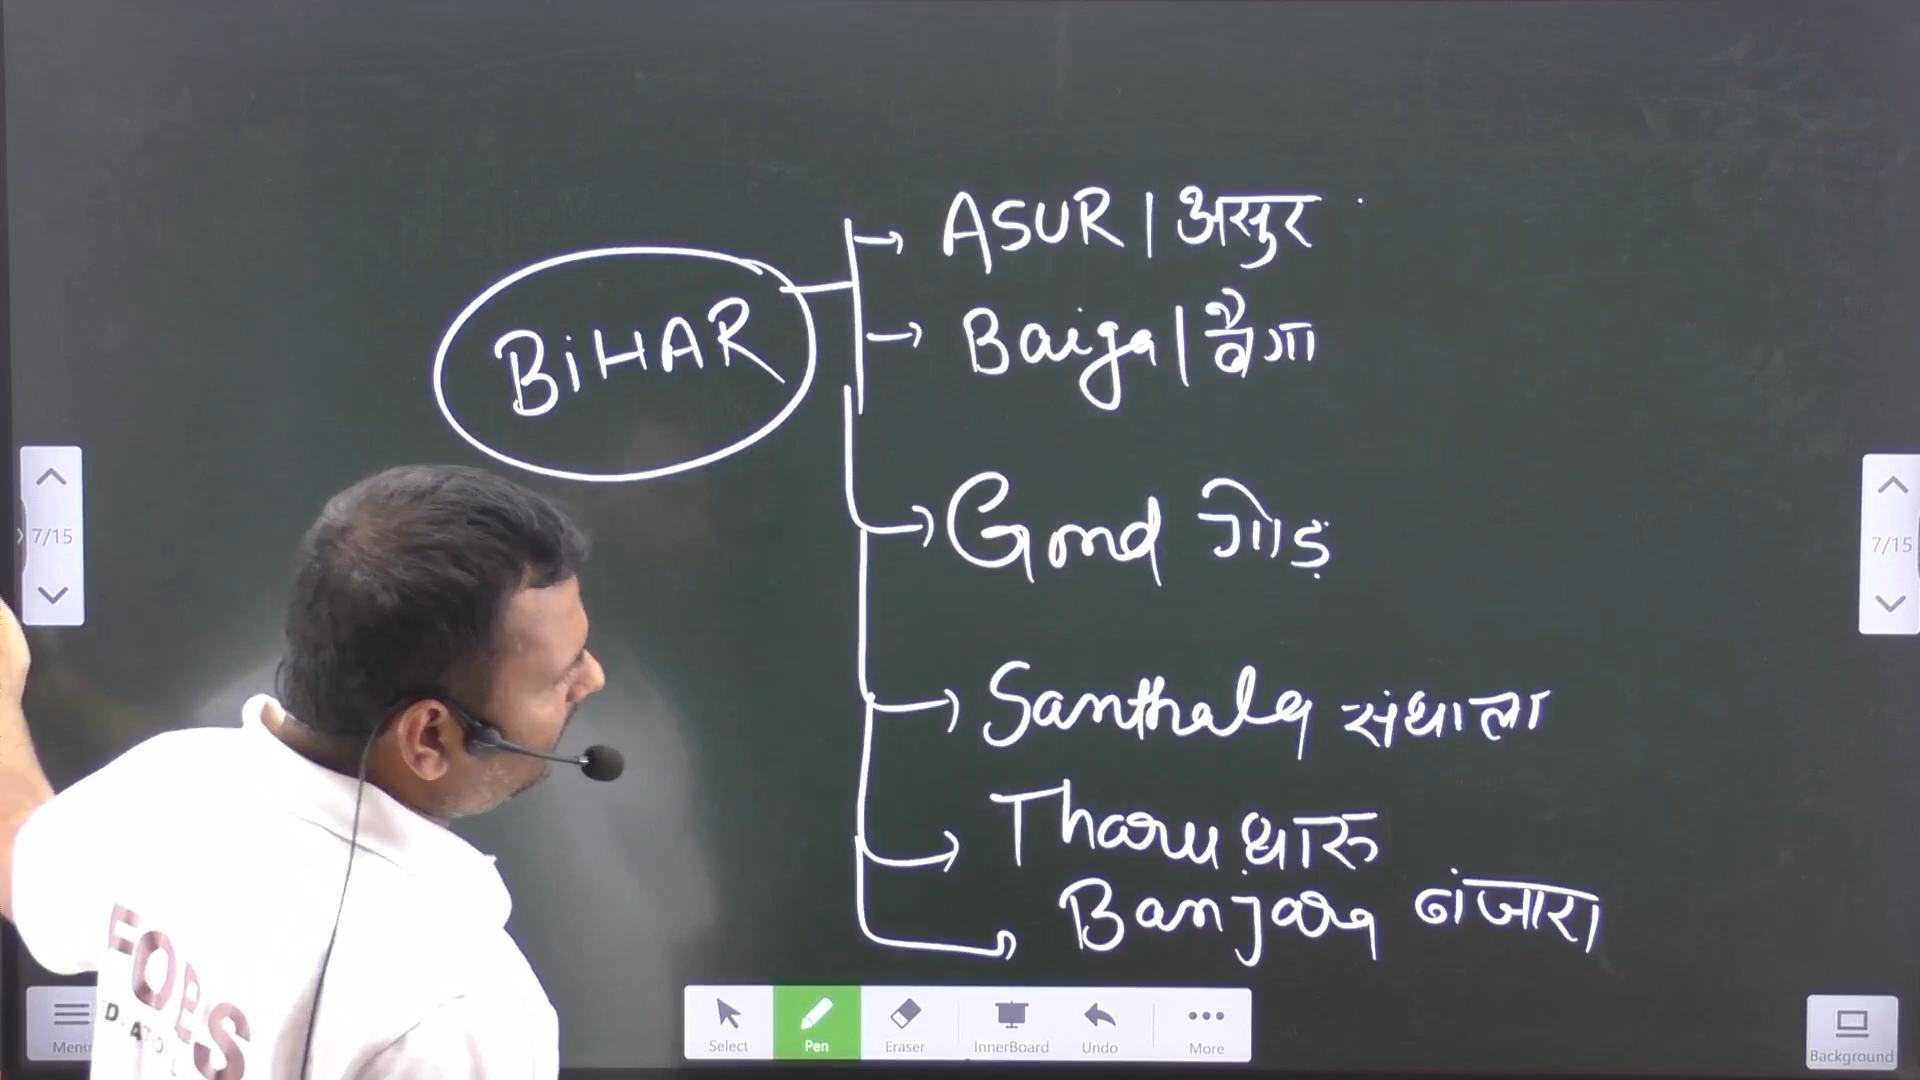 BiHAR
ASUR | असुर
Baiga | बैगा
Gond गोड़
Santhala संथाला
Tharu थारू
Banjara बंजारा
7/15
7/15
FOBS
Select
Pen
Eraser
InnerBoard
Undo
More
Background